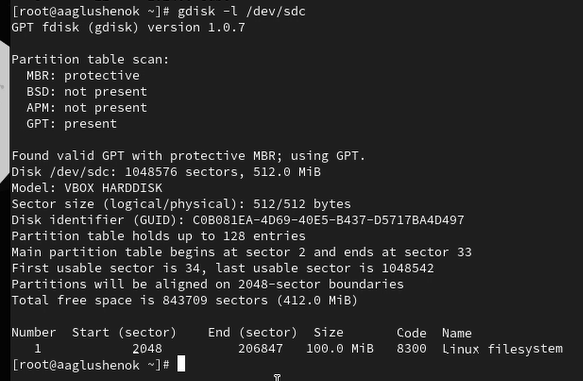 [root@aaglushenok ~]# gdisk -l /dev/sdc
GPT fdisk (gdisk) version 1.0.7

Partition table scan:
  MBR: protective
  BSD: not present
  APM: not present
  GPT: present

Found valid GPT with protective MBR; using GPT.
Disk /dev/sdc: 1048576 sectors, 512.0 MiB
Model: VBOX HARDDISK
Sector size (logical/physical): 512/512 bytes
Disk identifier (GUID): C0B081EA-4D69-40E5-B437-D5717BA4D497
Partition table holds up to 128 entries
Main partition table begins at sector 2 and ends at sector 33
First usable sector is 34, last usable sector is 1048542
Partitions will be aligned on 2048-sector boundaries
Total free space is 843709 sectors (412.0 MiB)

Number  Start (sector)    End (sector)  Size       Code  Name
   1            2048          206847   100.0 MiB   8300  Linux filesystem
[root@aaglushenok ~]#